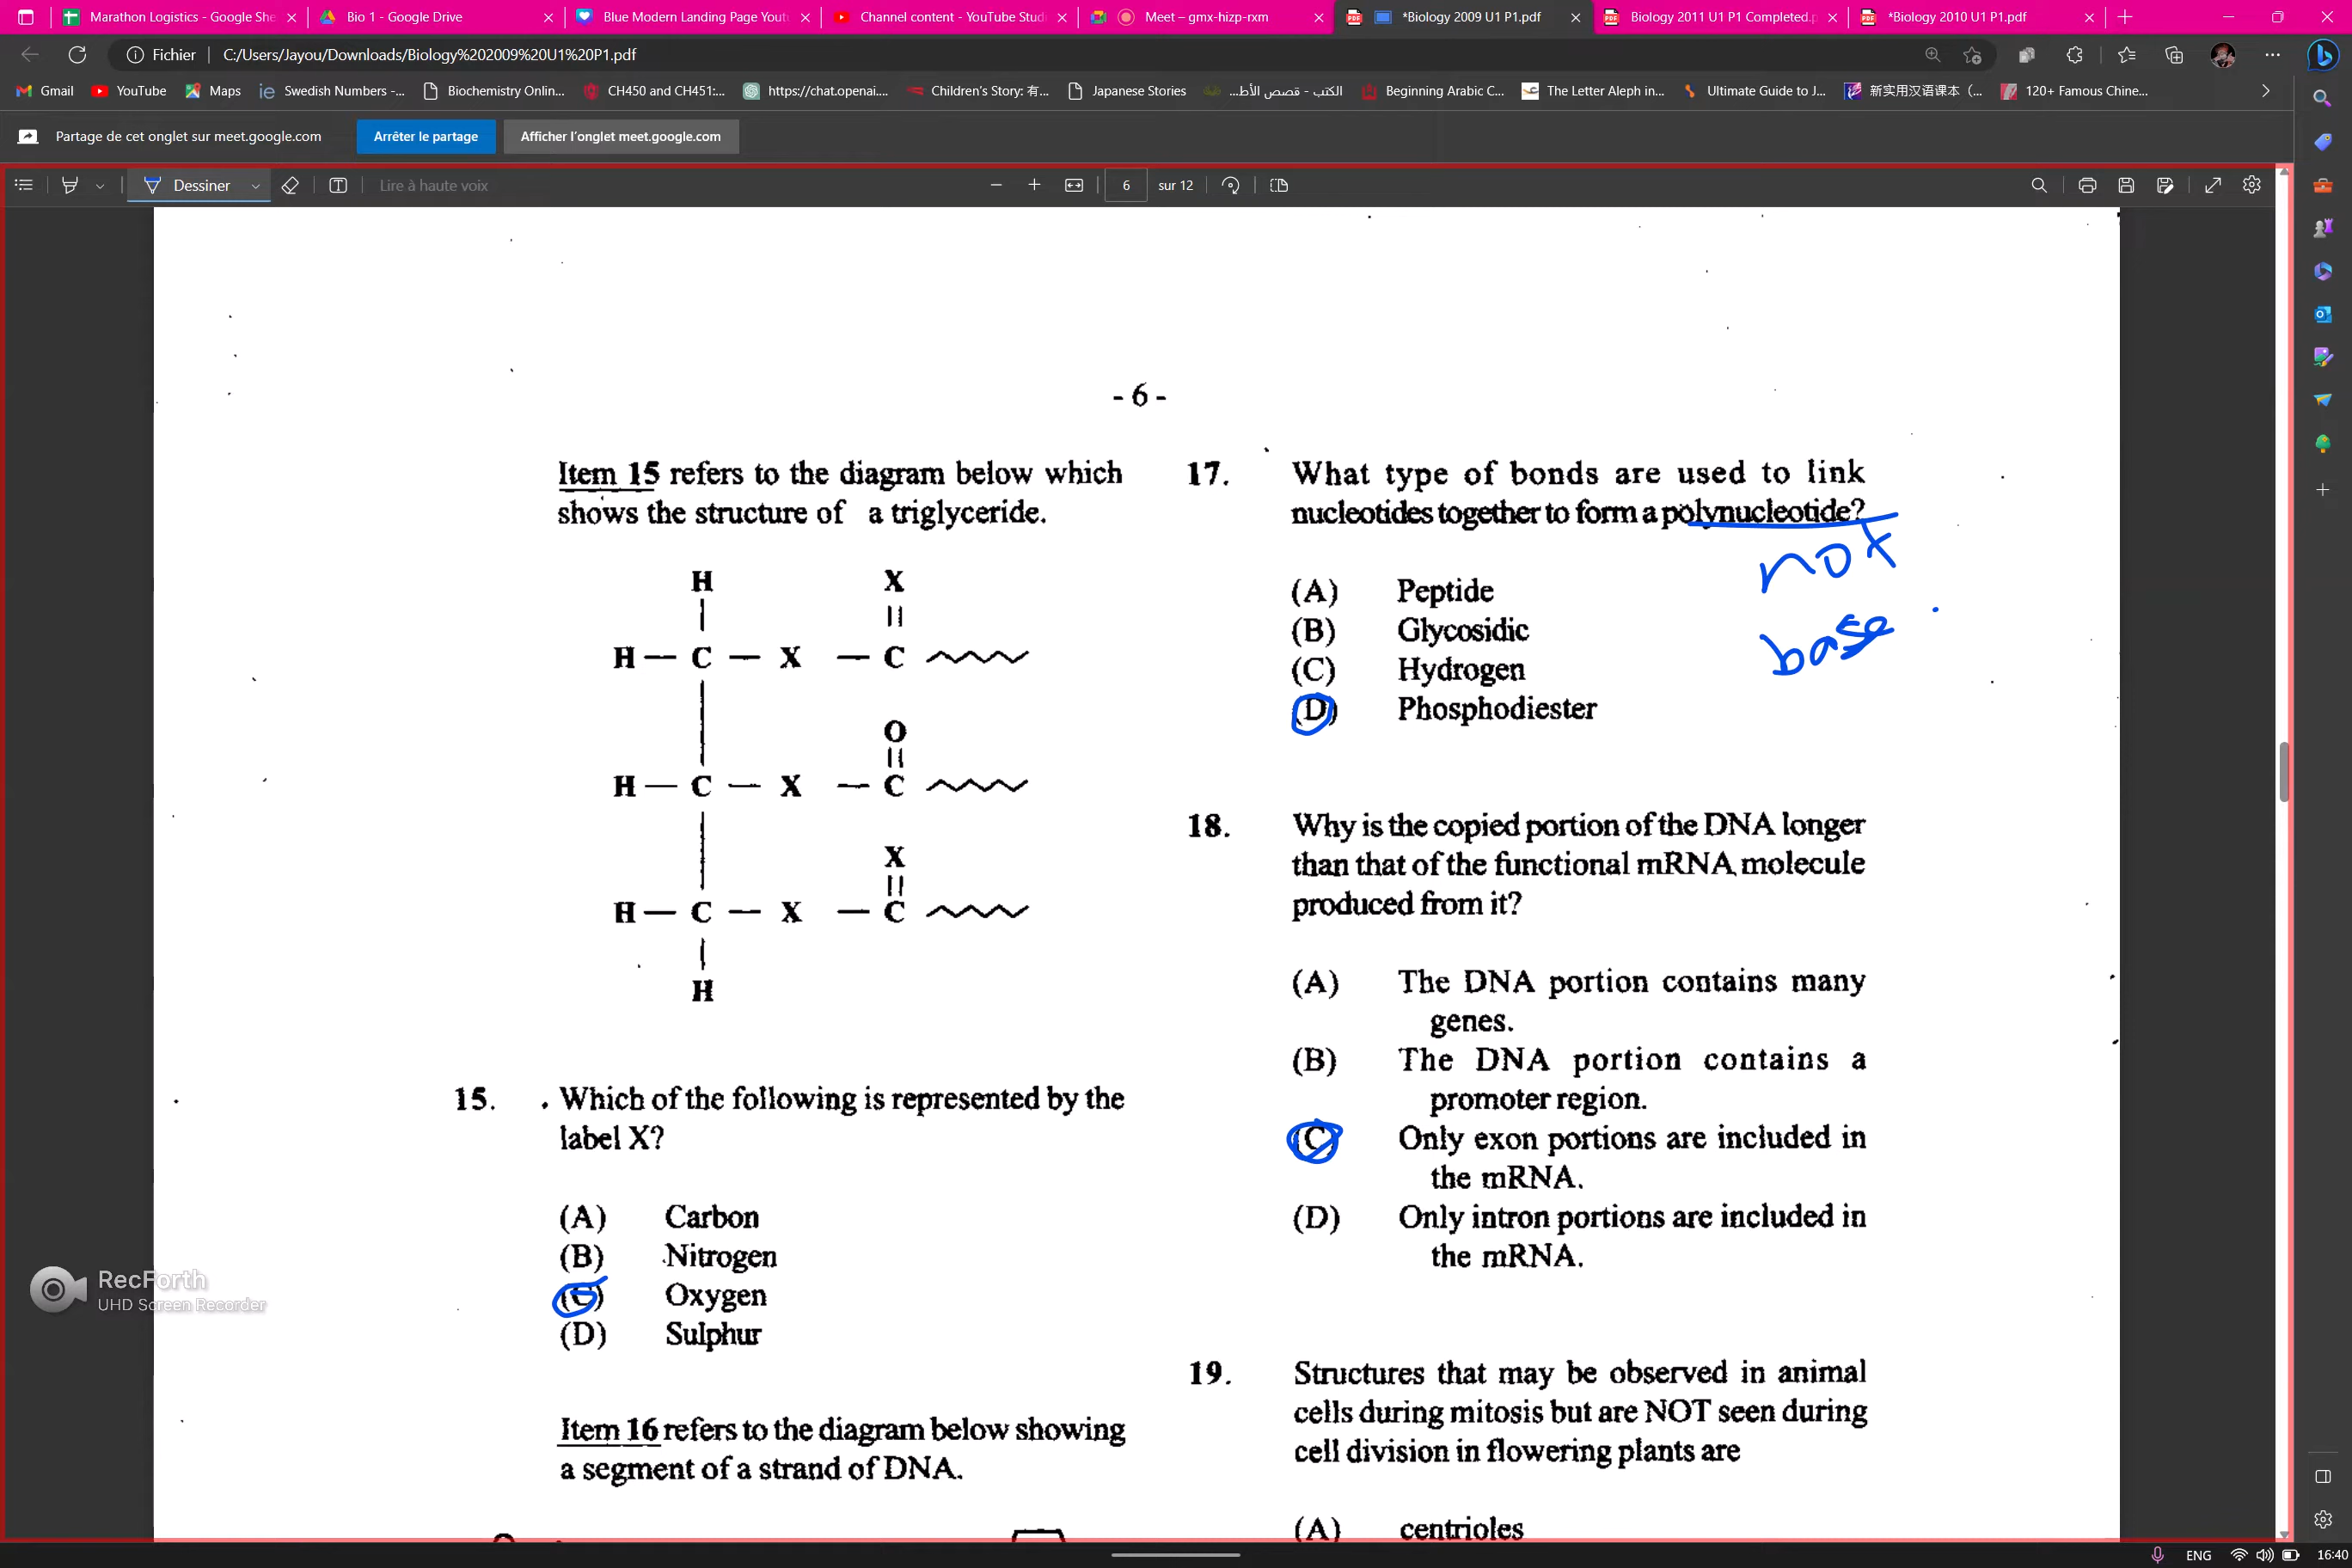 Marathon Logistics - Google She
Bio 1 - Google Drive
Blue Modern Landing Page Yout
Channel content - YouTube Studi
Meet – gmx-hizp-rxm
*Biology 2009 U1 P1.pdf
Biology 2011 U1 P1 Completed.p
*Biology 2010 U1 P1.pdf
Fichier
C:/Users/Jayou/Downloads/Biology%202009%20U1%20P1.pdf
Gmail
YouTube
Maps
Swedish Numbers -...
Biochemistry Onlin...
CH450 and CH451:...
https://chat.openai....
Children's Story: 有...
Japanese Stories
الكتب - قصص الأط...
Beginning Arabic C...
The Letter Aleph in...
Ultimate Guide to J...
新实用汉语课本（...
120+ Famous Chine...
Partage de cet onglet sur meet.google.com
Arrêter le partage
Afficher l'onglet meet.google.com
Dessiner
Lire à haute voix
6
sur 12
- 6 -
Item 15 refers to the diagram below which
shows the structure of a triglyceride.
H X
H C X C
O
H C X C
X
H C X C
H
15. Which of the following is represented by the
label X?
(A) Carbon
(B) Nitrogen
(C) Oxygen
(D) Sulphur
Item 16 refers to the diagram below showing
a segment of a strand of DNA.
17. What type of bonds are used to link
nucleotides together to form a polynucleotide?
not
base
(A) Peptide
(B) Glycosidic
(C) Hydrogen
(D) Phosphodiester
18. Why is the copied portion of the DNA longer
than that of the functional mRNA molecule
produced from it?
(A) The DNA portion contains many
genes.
(B) The DNA portion contains a
promoter region.
(C) Only exon portions are included in
the mRNA.
(D) Only intron portions are included in
the mRNA.
19. Structures that may be observed in animal
cells during mitosis but are NOT seen during
cell division in flowering plants are
(A) centrioles
RecForth
UHD Screen Recorder
ENG
16:40